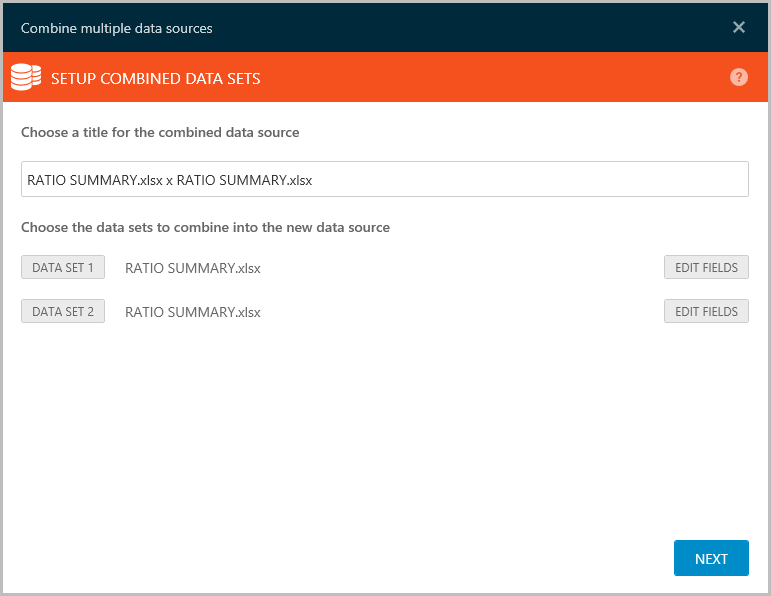 Combine multiple data sources
SETUP COMBINED DATA SETS
?
Choose a title for the combined data source
RATIO SUMMARY.xlsx x RATIO SUMMARY.xlsx
Choose the data sets to combine into the new data source
DATA SET 1 RATIO SUMMARY.xlsx EDIT FIELDS
DATA SET 2 RATIO SUMMARY.xlsx EDIT FIELDS
NEXT